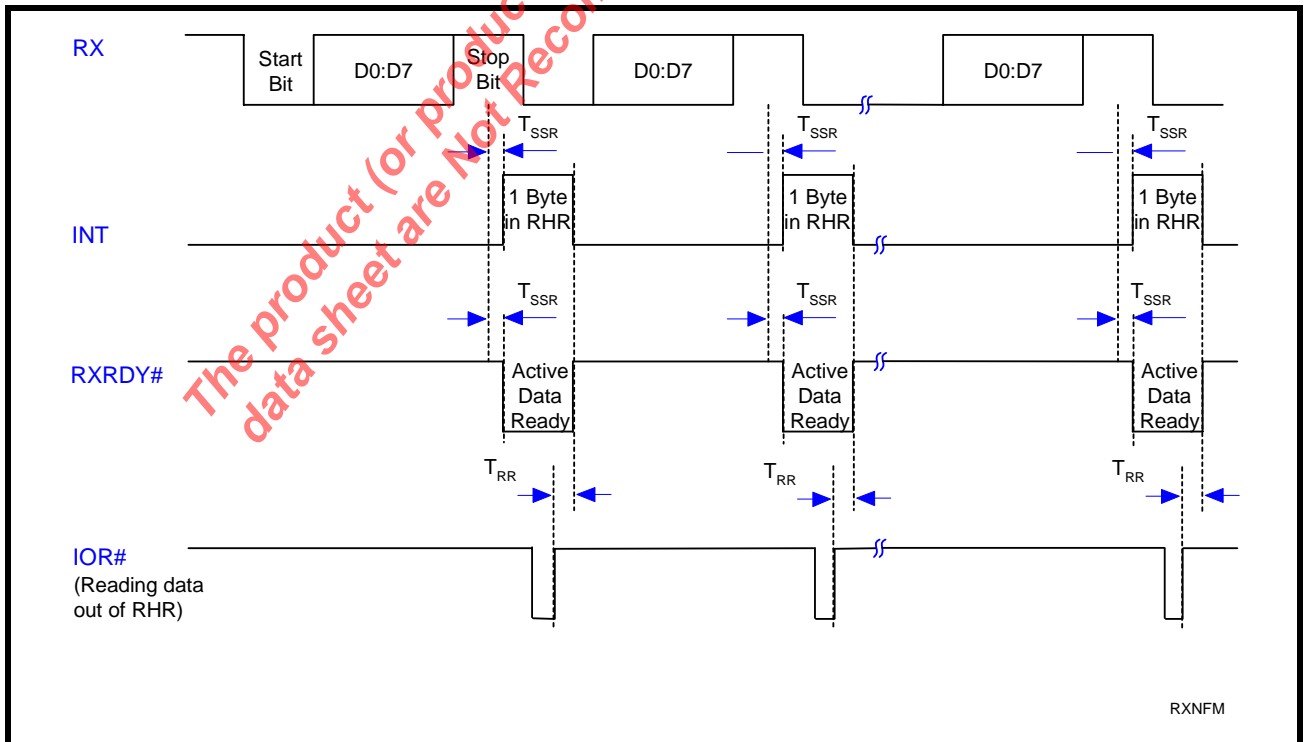 RX
Start
Bit
D0:D7
Stop
Bit
D0:D7
D0:D7
TSSR
TSSR
TSSR
INT
1 Byte
in RHR
1 Byte
in RHR
1 Byte
in RHR
TSSR
TSSR
TSSR
RXRDY#
Active
Data
Ready
Active
Data
Ready
Active
Data
Ready
TRR
TRR
TRR
IOR#
(Reading data
out of RHR)
RXNFM
The product (or produc
data sheet are Not Recom